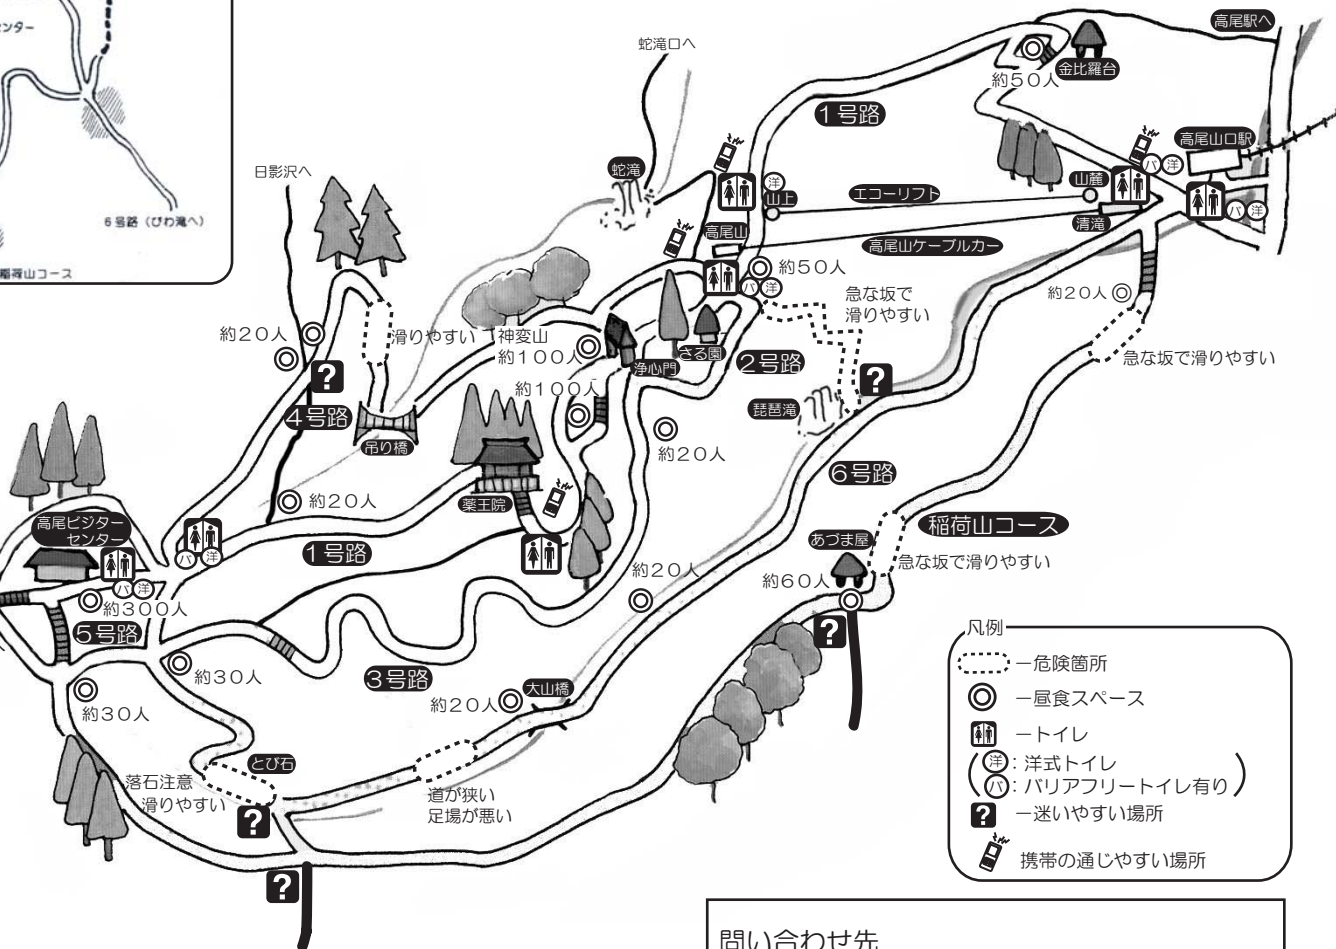 ンター
6号路（びわ滝へ）
稲荷山コース
高尾駅へ
蛇滝口へ
金比羅台
約50人
1号路
高尾山口駅
バ 洋
日影沢へ
蛇滝
洋
山上
エコーリフト
山麓
バ 洋
清滝
高尾山
高尾山ケーブルカー
約50人
バ 洋
急な坂で
滑りやすい
約20人
約20人
滑りやすい
神変山
約100人
浄心門
さる園
2号路
急な坂で滑りやすい
?
約100人
?
4号路
琵琶滝
吊り橋
約20人
6号路
薬王院
約20人
高尾ビジター
センター
バ 洋
1号路
稲荷山コース
あづま屋
急な坂で滑りやすい
約20人
約60人
バ 洋
約300人
5号路
?
約30人
3号路
約20人
大山橋
約30人
とび石
落石注意
滑りやすい
道が狭い
足場が悪い
?
?
凡例
－危険箇所
－昼食スペース
－トイレ
洋：洋式トイレ
バ：バリアフリートイレ有り
? －迷いやすい場所
携帯の通じやすい場所
問い合わせ先